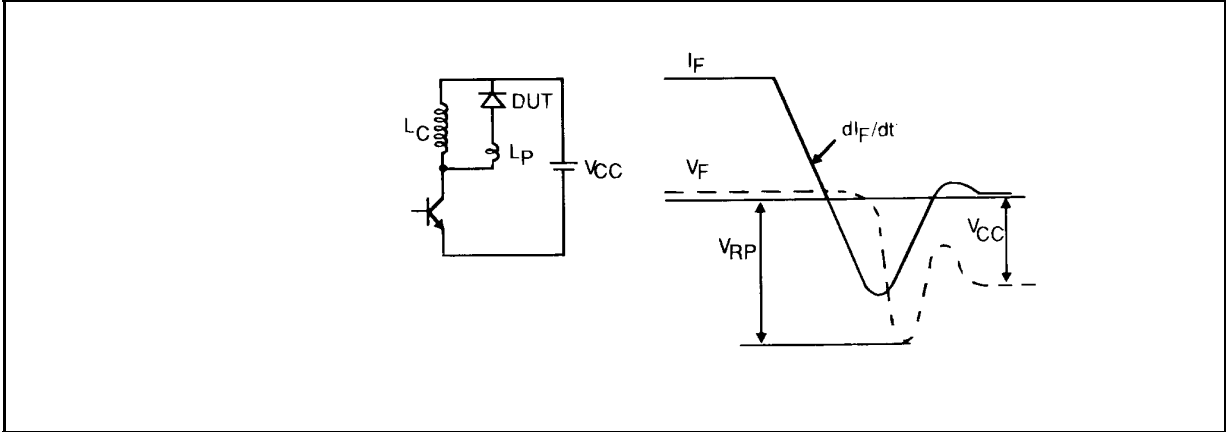 DUT
LC
LP
VCC
IF
dIF/dt
VF
VRP
VCC